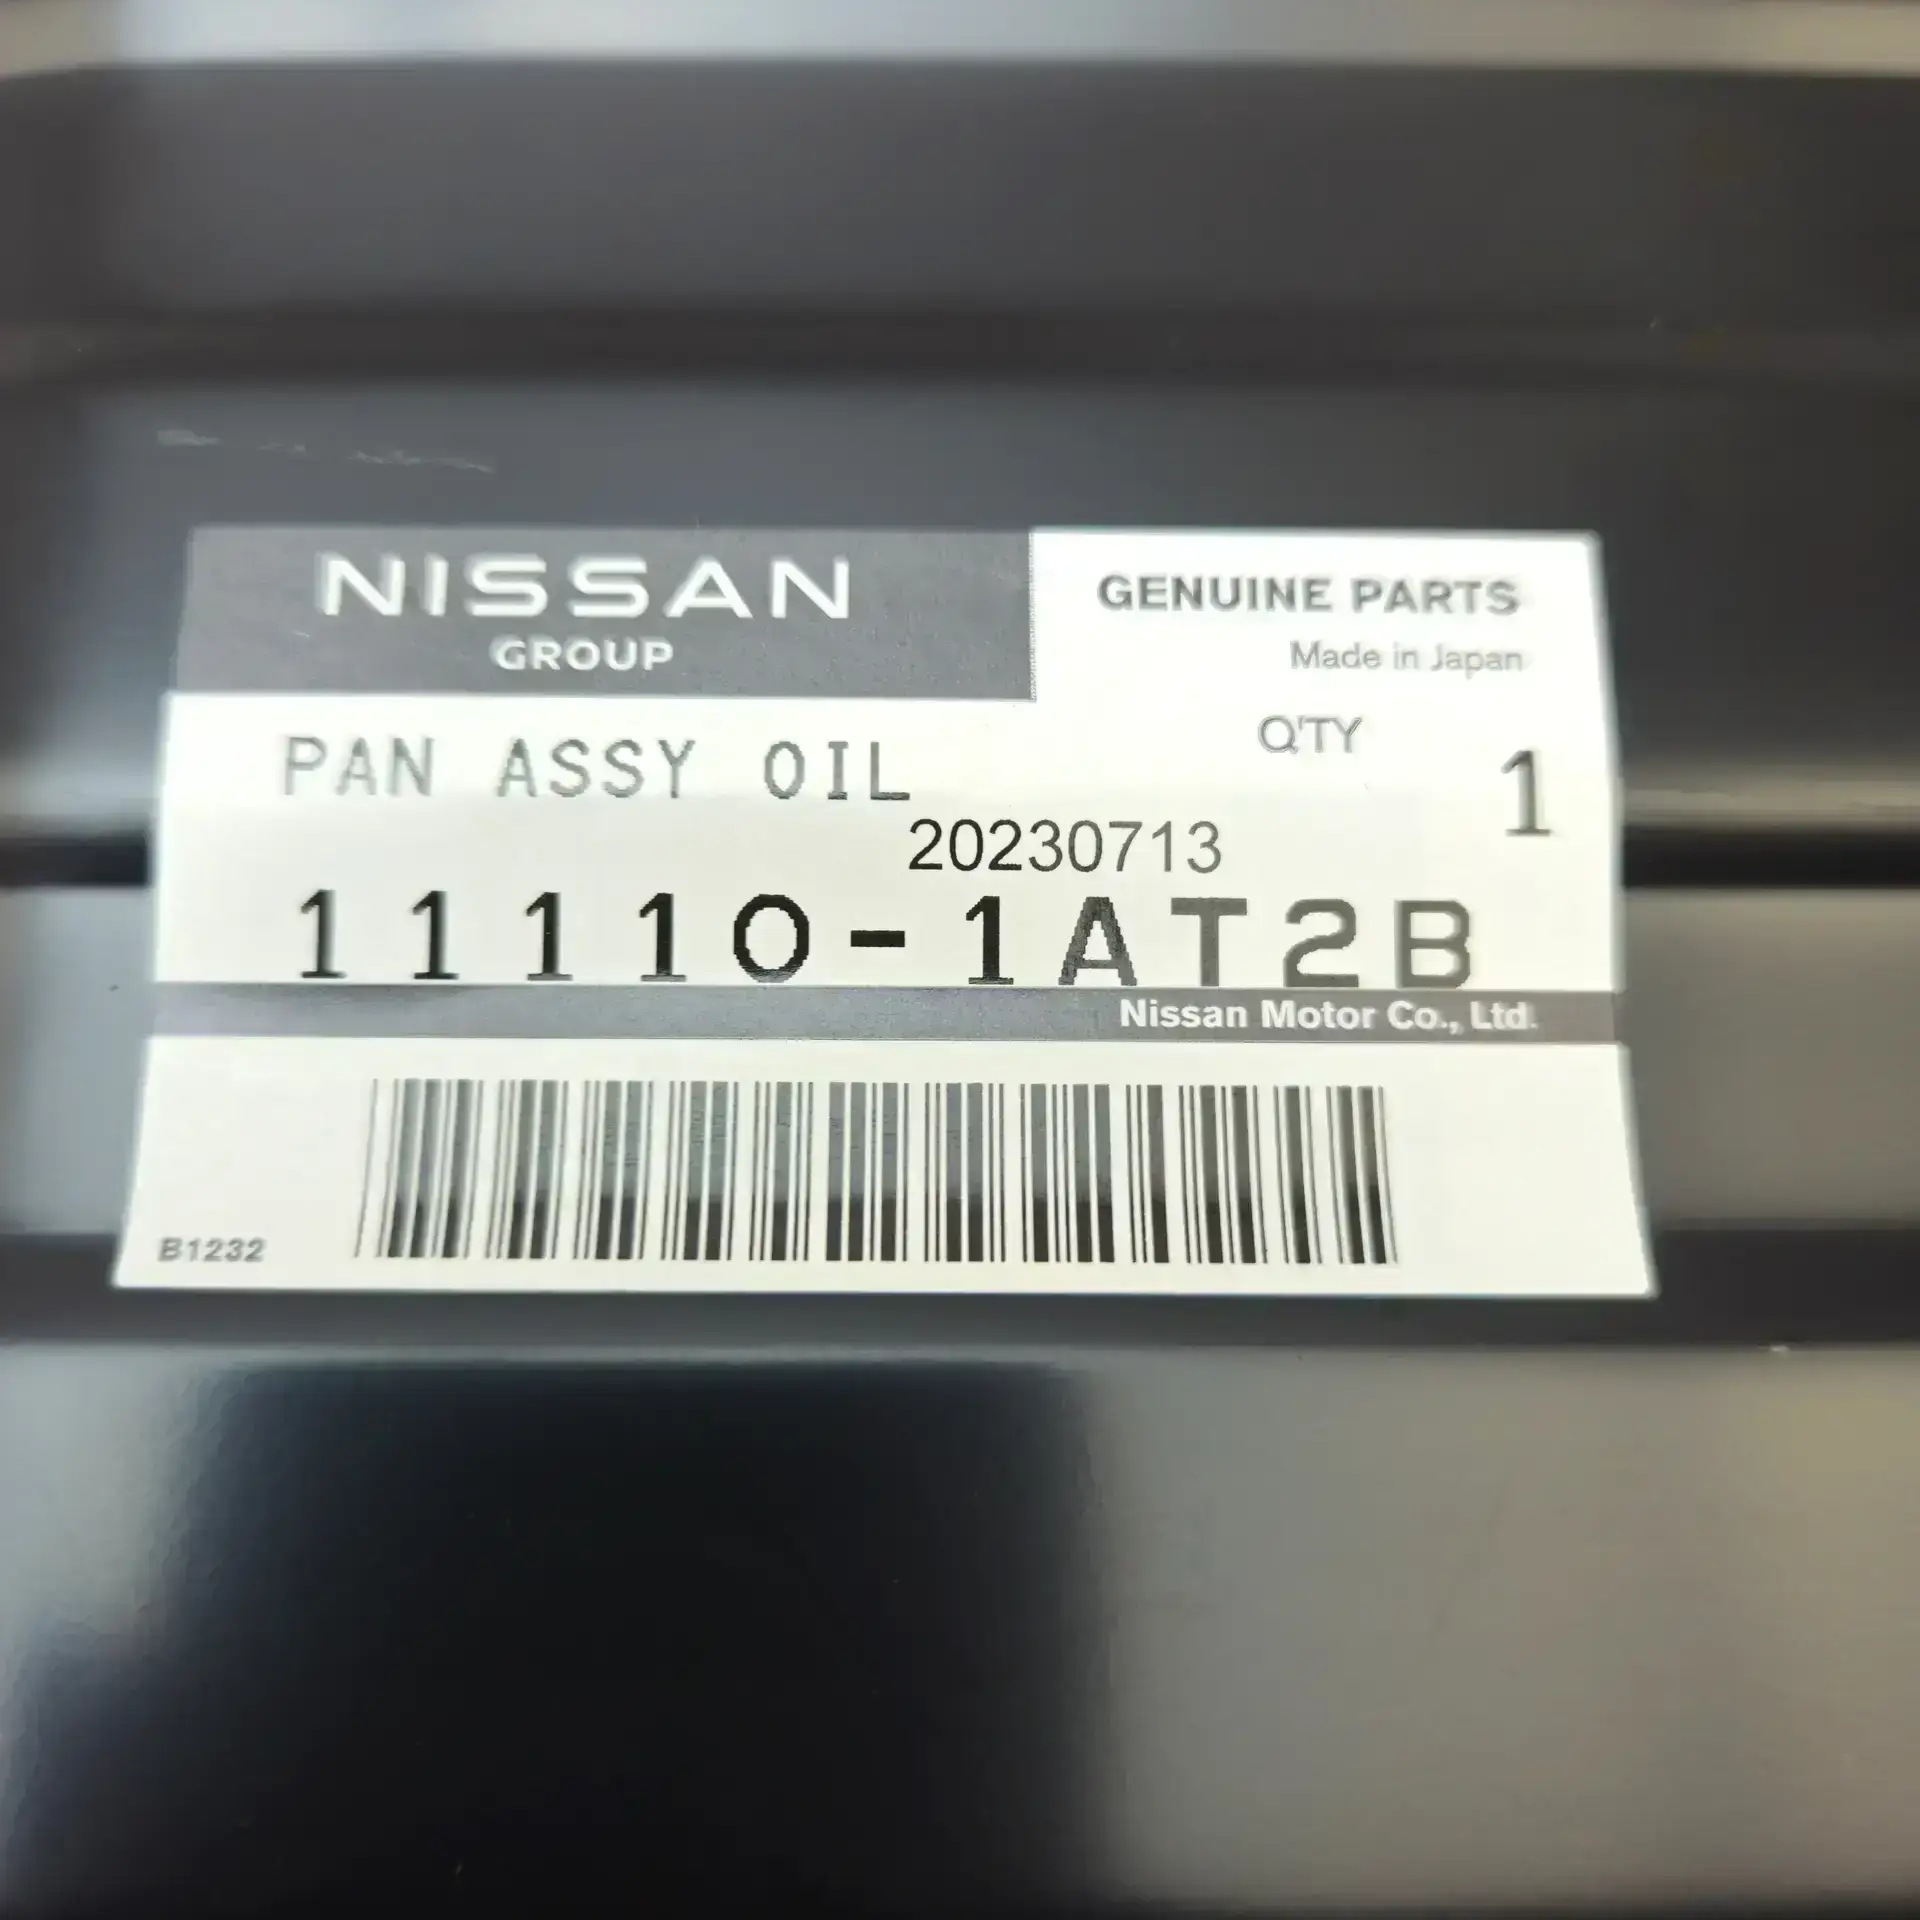 NISSAN
GROUP
GENUINE PARTS
Made in Japan
PAN ASSY OIL
Q'TY
1
20230713
11110-1AT2B
Nissan Motor Co., Ltd.
B1232